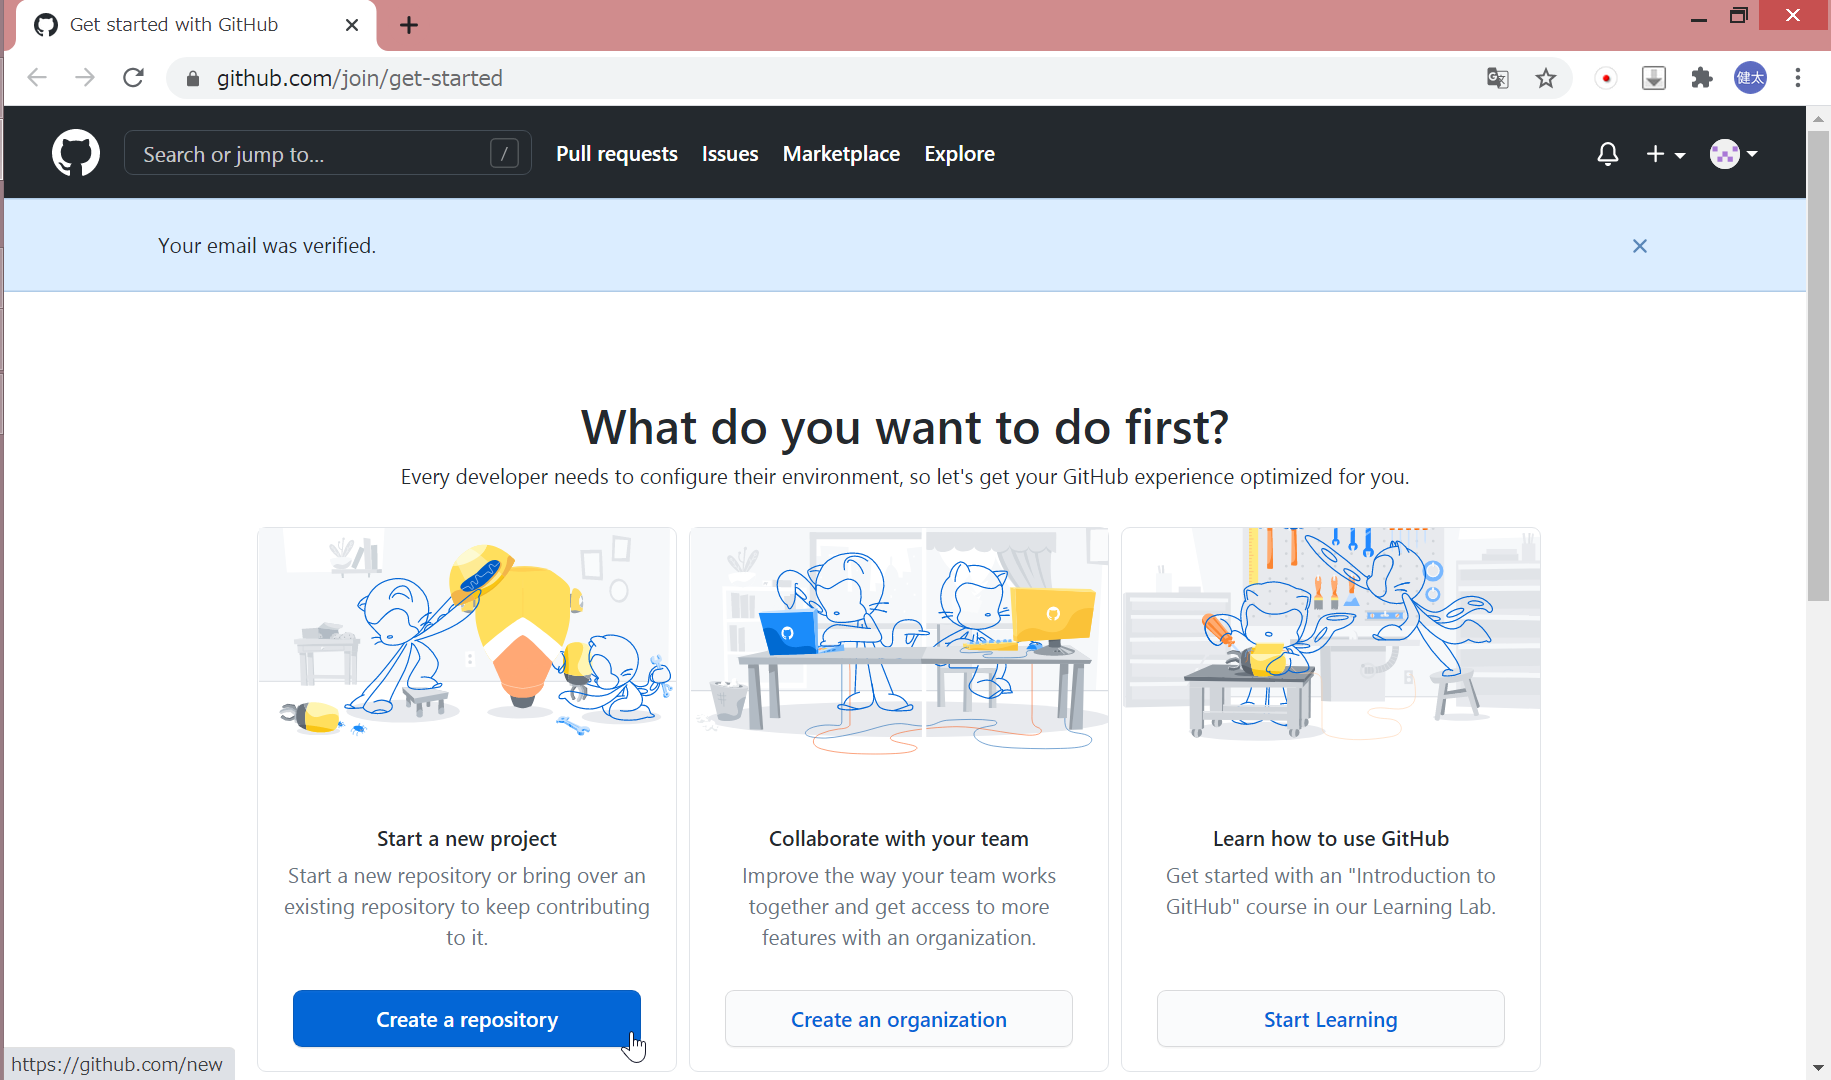 Get started with GitHub
github.com/join/get-started
健太
Search or jump to...
/
Pull requests
Issues
Marketplace
Explore
Your email was verified.
What do you want to do first?
Every developer needs to configure their environment, so let's get your GitHub experience optimized for you.
Start a new project
Start a new repository or bring over an
existing repository to keep contributing
to it.
Create a repository
Collaborate with your team
Improve the way your team works
together and get access to more
features with an organization.
Create an organization
Learn how to use GitHub
Get started with an "Introduction to
GitHub" course in our Learning Lab.
Start Learning
https://github.com/new